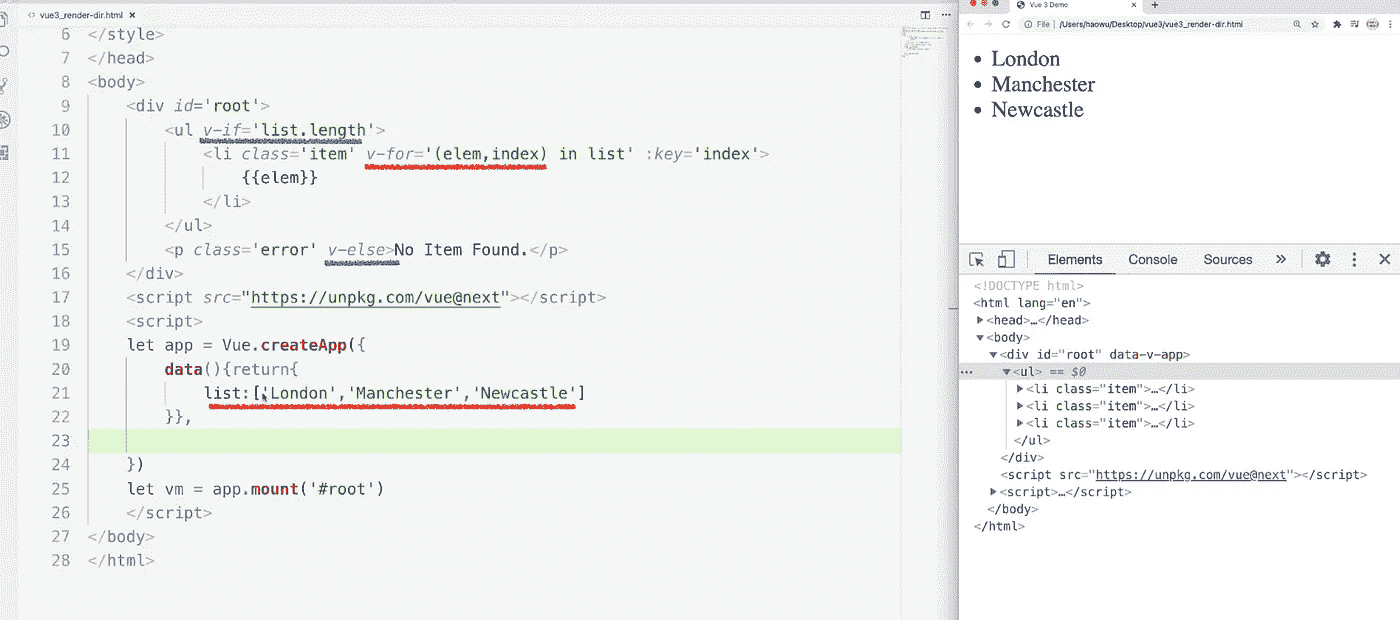 vue3_render-dir.html
6 </style>
7 </head>
8 <body>
9 <div id='root'>
10 <ul v-if='list.length'>
11 <li class='item' v-for='(elem,index) in list' :key='index'>
12 {{elem}}
13 </li>
14 </ul>
15 <p class='error' v-else>No Item Found.</p>
16 </div>
17 <script src="https://unpkg.com/vue@next"></script>
18 <script>
19 let app = Vue.createApp({
20 data(){return{
21 list:['London','Manchester','Newcastle']
22 }},
23
24 })
25 let vm = app.mount('#root')
26 </script>
27 </body>
28 </html>
Vue 3 Demo
File | /Users/haowu/Desktop/vue3/vue3_render-dir.html
• London
• Manchester
• Newcastle
Elements Console Sources »
<!DOCTYPE html>
<html lang="en">
▶<head>…</head>
▼<body>
▼<div id="root" data-v-app>
… ▼<ul> == $0
▶<li class="item">…</li>
▶<li class="item">…</li>
▶<li class="item">…</li>
</ul>
</div>
<script src="https://unpkg.com/vue@next"></script>
▶<script>…</script>
</body>
</html>